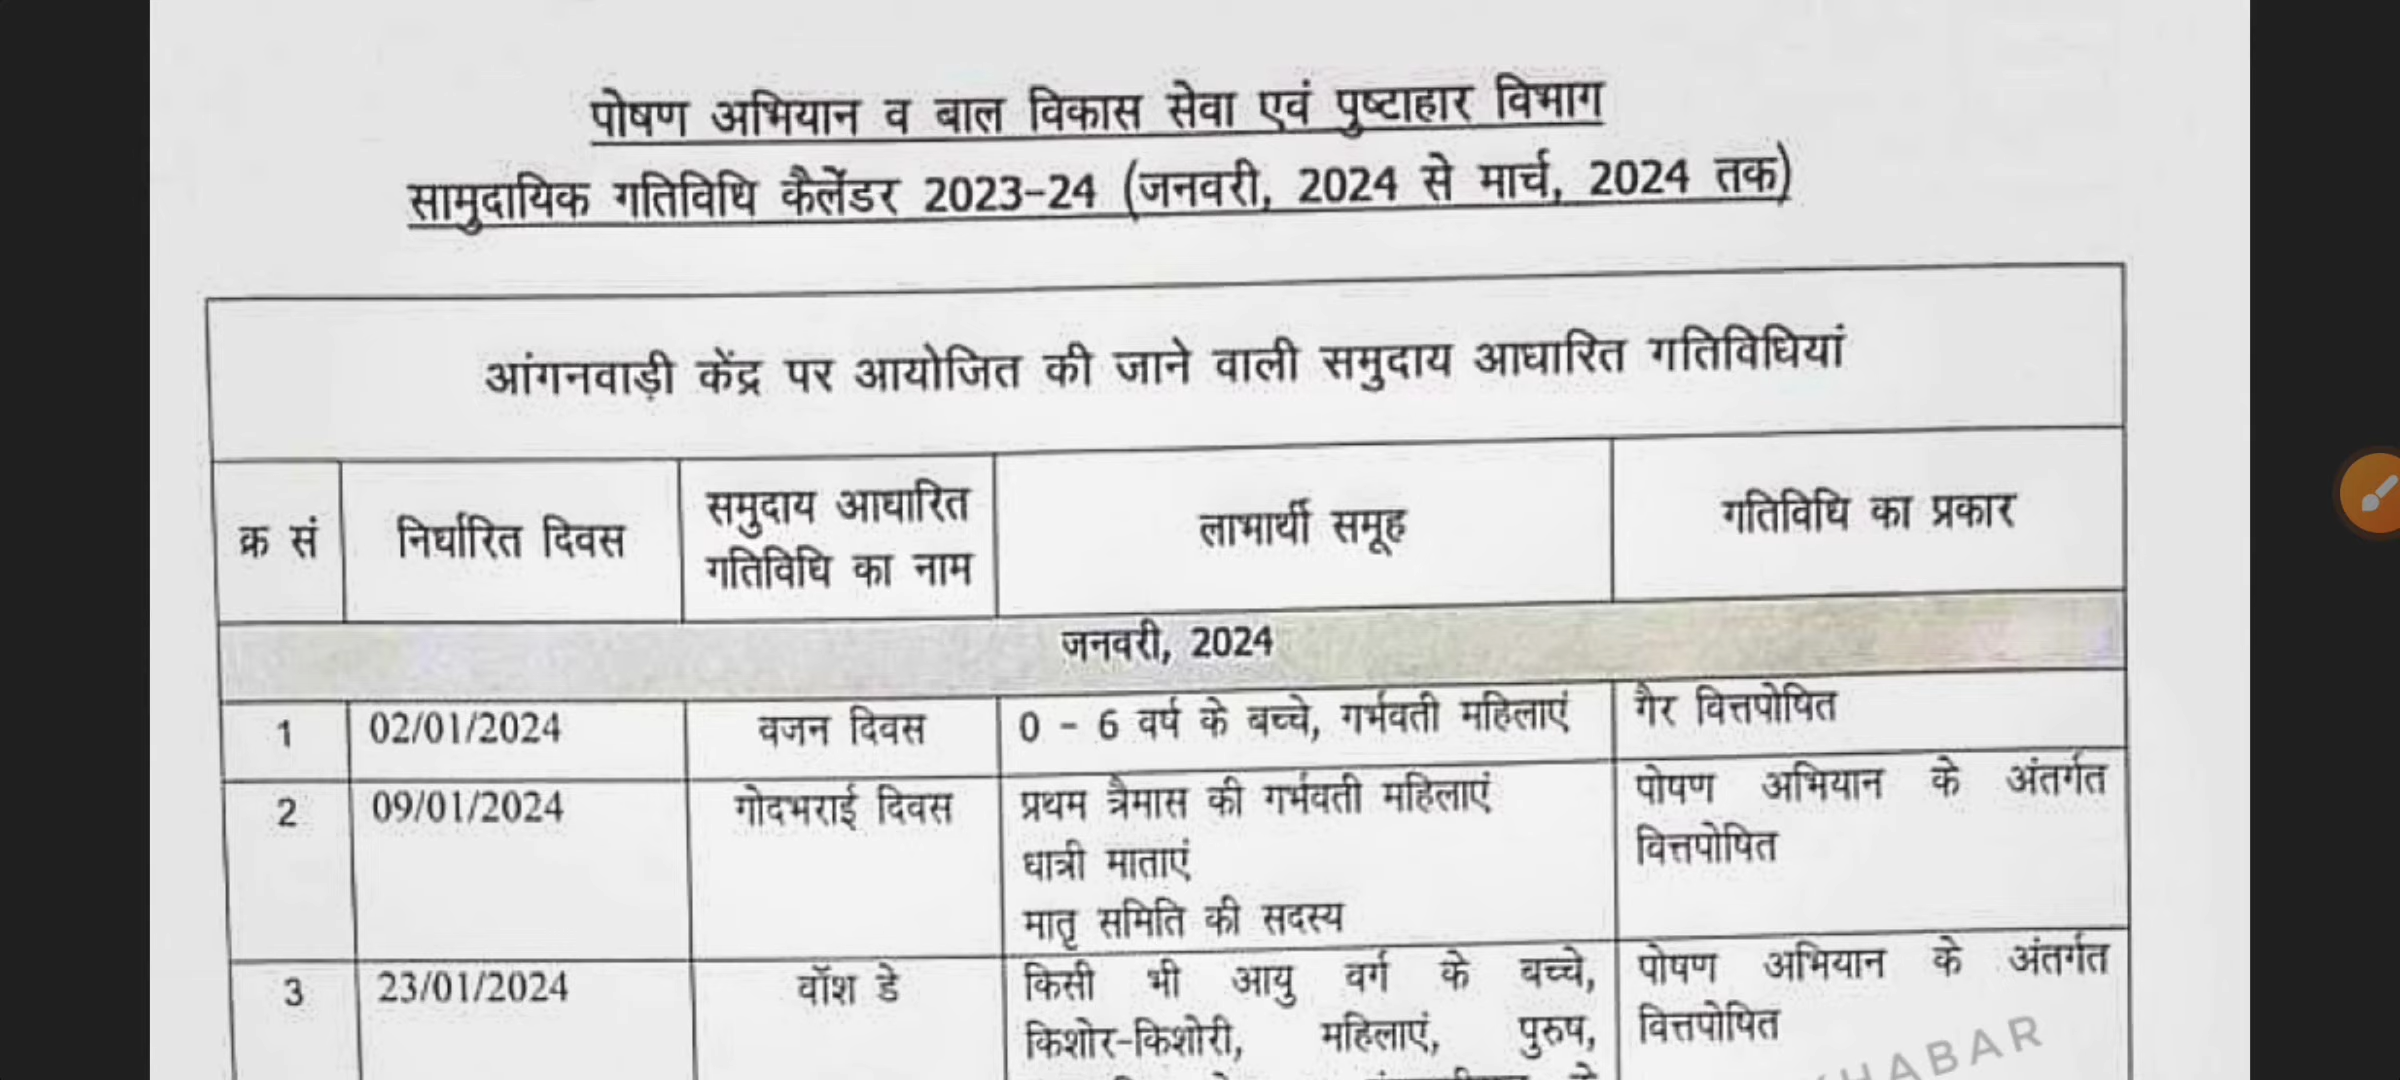 पोषण अभियान व बाल विकास सेवा एवं पुष्टाहार विभाग
सामुदायिक गतिविधि कैलेंडर 2023-24 (जनवरी, 2024 से मार्च, 2024 तक)
आंगनवाड़ी केंद्र पर आयोजित की जाने वाली समुदाय आधारित गतिविधियां
क्र सं
निर्धारित दिवस
समुदाय आधारित
गतिविधि का नाम
लाभार्थी समूह
गतिविधि का प्रकार
जनवरी, 2024
1
02/01/2024
वजन दिवस
0 - 6 वर्ष के बच्चे, गर्भवती महिलाएं
गैर वित्तपोषित
2
09/01/2024
गोदभराई दिवस
प्रथम त्रैमास की गर्भवती महिलाएं
धात्री माताएं
मातृ समिति की सदस्य
पोषण अभियान के अंतर्गत
वित्तपोषित
3
23/01/2024
वॉश डे
किसी भी आयु वर्ग के बच्चे,
किशोर-किशोरी, महिलाएं, पुरुष,
पोषण अभियान के अंतर्गत
वित्तपोषित